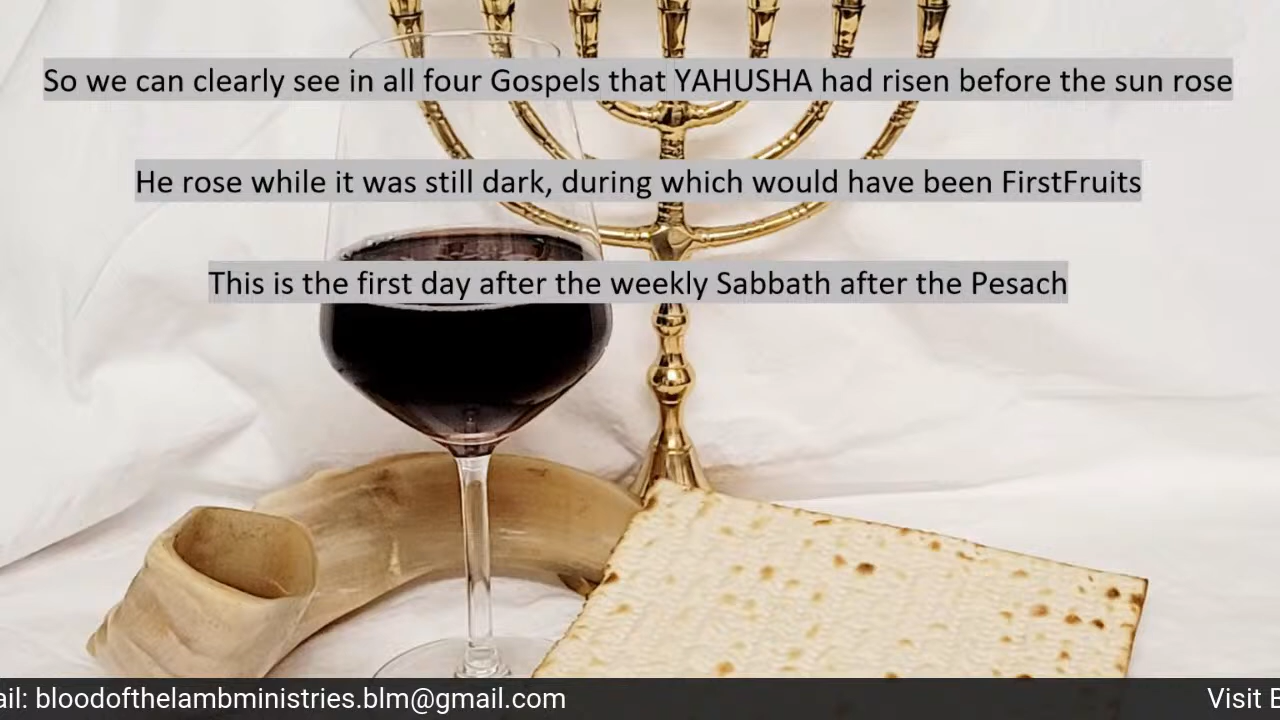 So we can clearly see in all four Gospels that YAHUSHA had risen before the sun rose
He rose while it was still dark, during which would have been FirstFruits
This is the first day after the weekly Sabbath after the Pesach
ail: bloodofthelambministries.blm@gmail.com Visit